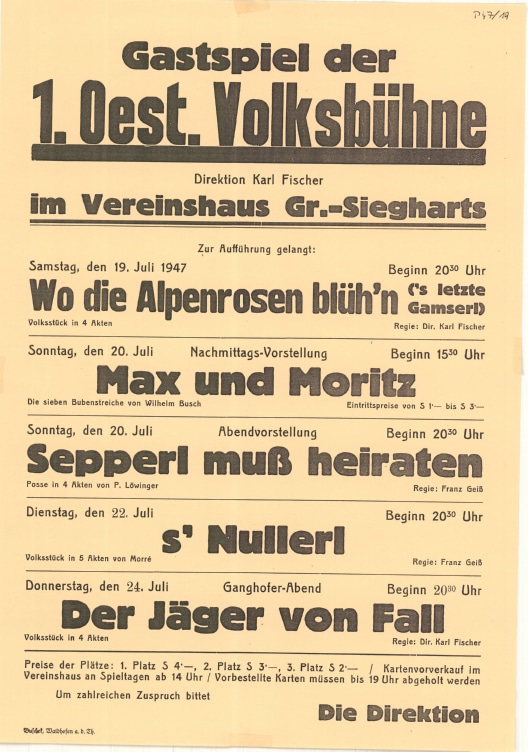 P47/19
Gastspiel der
1. Oest. Volksbühne
Direktion Karl Fischer
im Vereinshaus Gr.-Siegharts
Zur Aufführung gelangt:
Samstag, den 19. Juli 1947 Beginn 20³⁰ Uhr
Wo die Alpenrosen blüh'n ('s letzte Gamserl)
Volksstück in 4 Akten Regie: Dir. Karl Fischer
Sonntag, den 20. Juli Nachmittags-Vorstellung Beginn 15³⁰ Uhr
Max und Moritz
Die sieben Bubenstreiche von Wilhelm Busch Eintrittspreise von S 1·— bis S 3·—
Sonntag, den 20. Juli Abendvorstellung Beginn 20³⁰ Uhr
Sepperl muß heiraten
Posse in 4 Akten von P. Löwinger Regie: Franz Geiß
Dienstag, den 22. Juli Beginn 20³⁰ Uhr
s' Nullerl
Volksstück in 5 Akten von Morré Regie: Franz Geiß
Donnerstag, den 24. Juli Ganghofer-Abend Beginn 20³⁰ Uhr
Der Jäger von Fall
Volksstück in 4 Akten Regie: Dir. Karl Fischer
Preise der Plätze: 1. Platz S 4·—, 2. Platz S 3·—, 3. Platz S 2·— / Kartenvorverkauf im
Vereinshaus an Spieltagen ab 14 Uhr / Vorbestellte Karten müssen bis 19 Uhr abgeholt werden
Um zahlreichen Zuspruch bittet
Die Direktion
Buschek, Waidhofen a. d. Th.